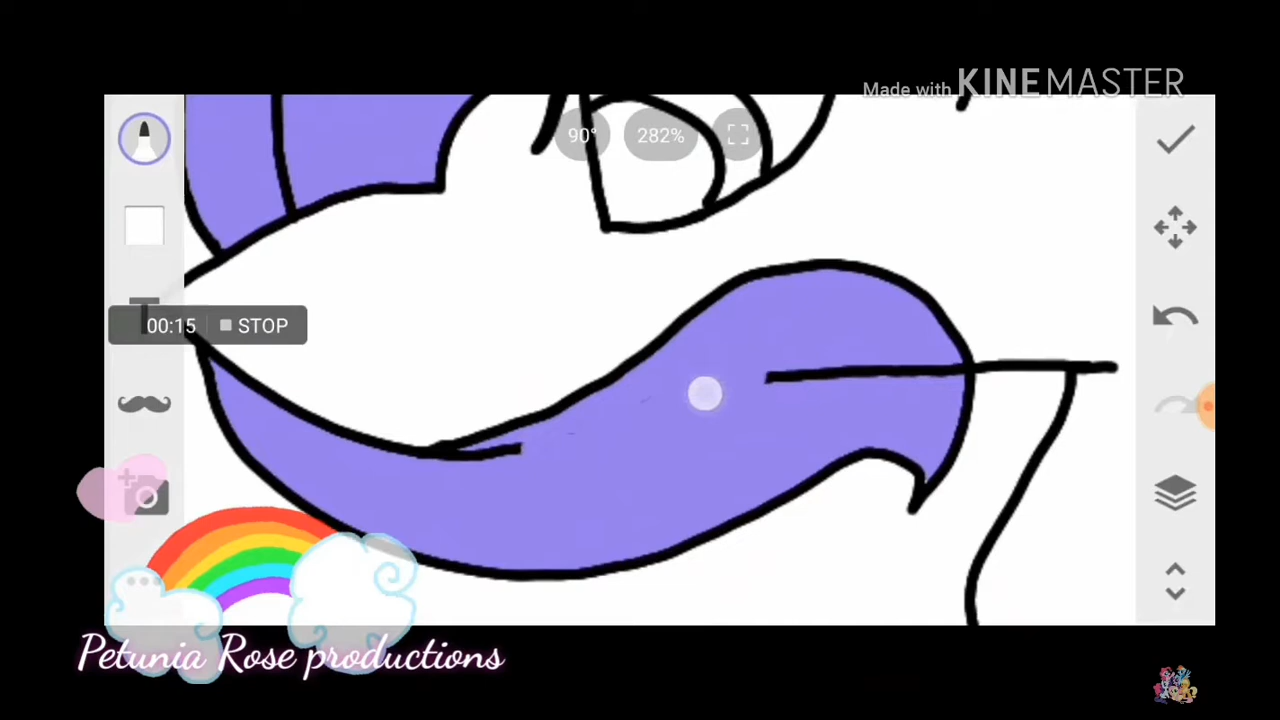 Made with KINEMASTER
90° 282%
T
00:15 STOP
Petunia Rose productions